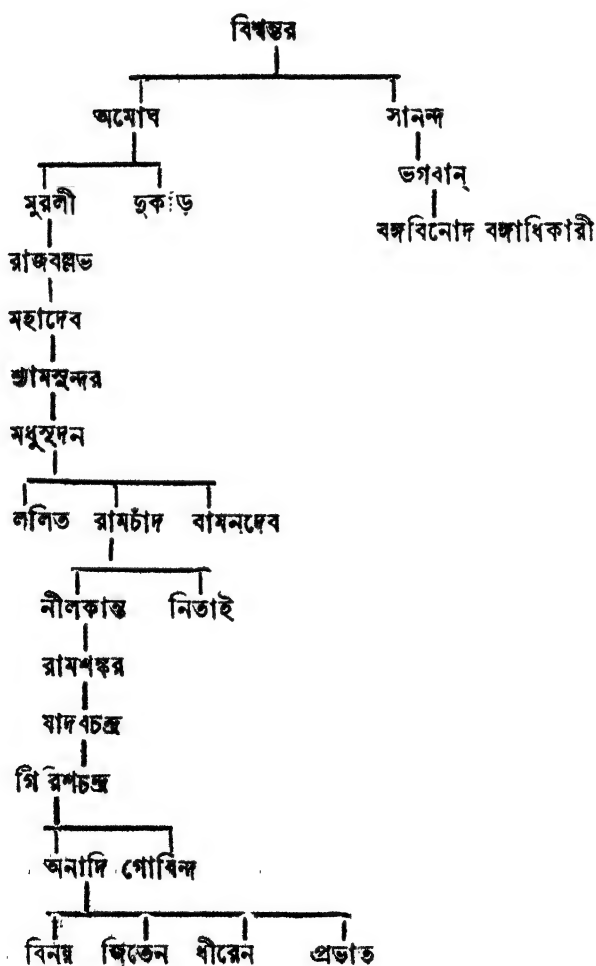 বিশ্বম্ভর
অমোঘ সানন্দ
ভগবান্
মুরলী দুকড়ি
বঙ্গবিনোদ বঙ্গাধিকারী
রাজবল্লভ
মহাদেব
শ্যামসুন্দর
মধুসূদন
ললিত রামচাঁদ বামনদেব
নীলকান্ত নিতাই
রামশঙ্কর
যাদবচন্দ্র
গিরিশচন্দ্র
অনাদি গোবিন্দ
বিনয় জিতেন ধীরেন প্রভাত